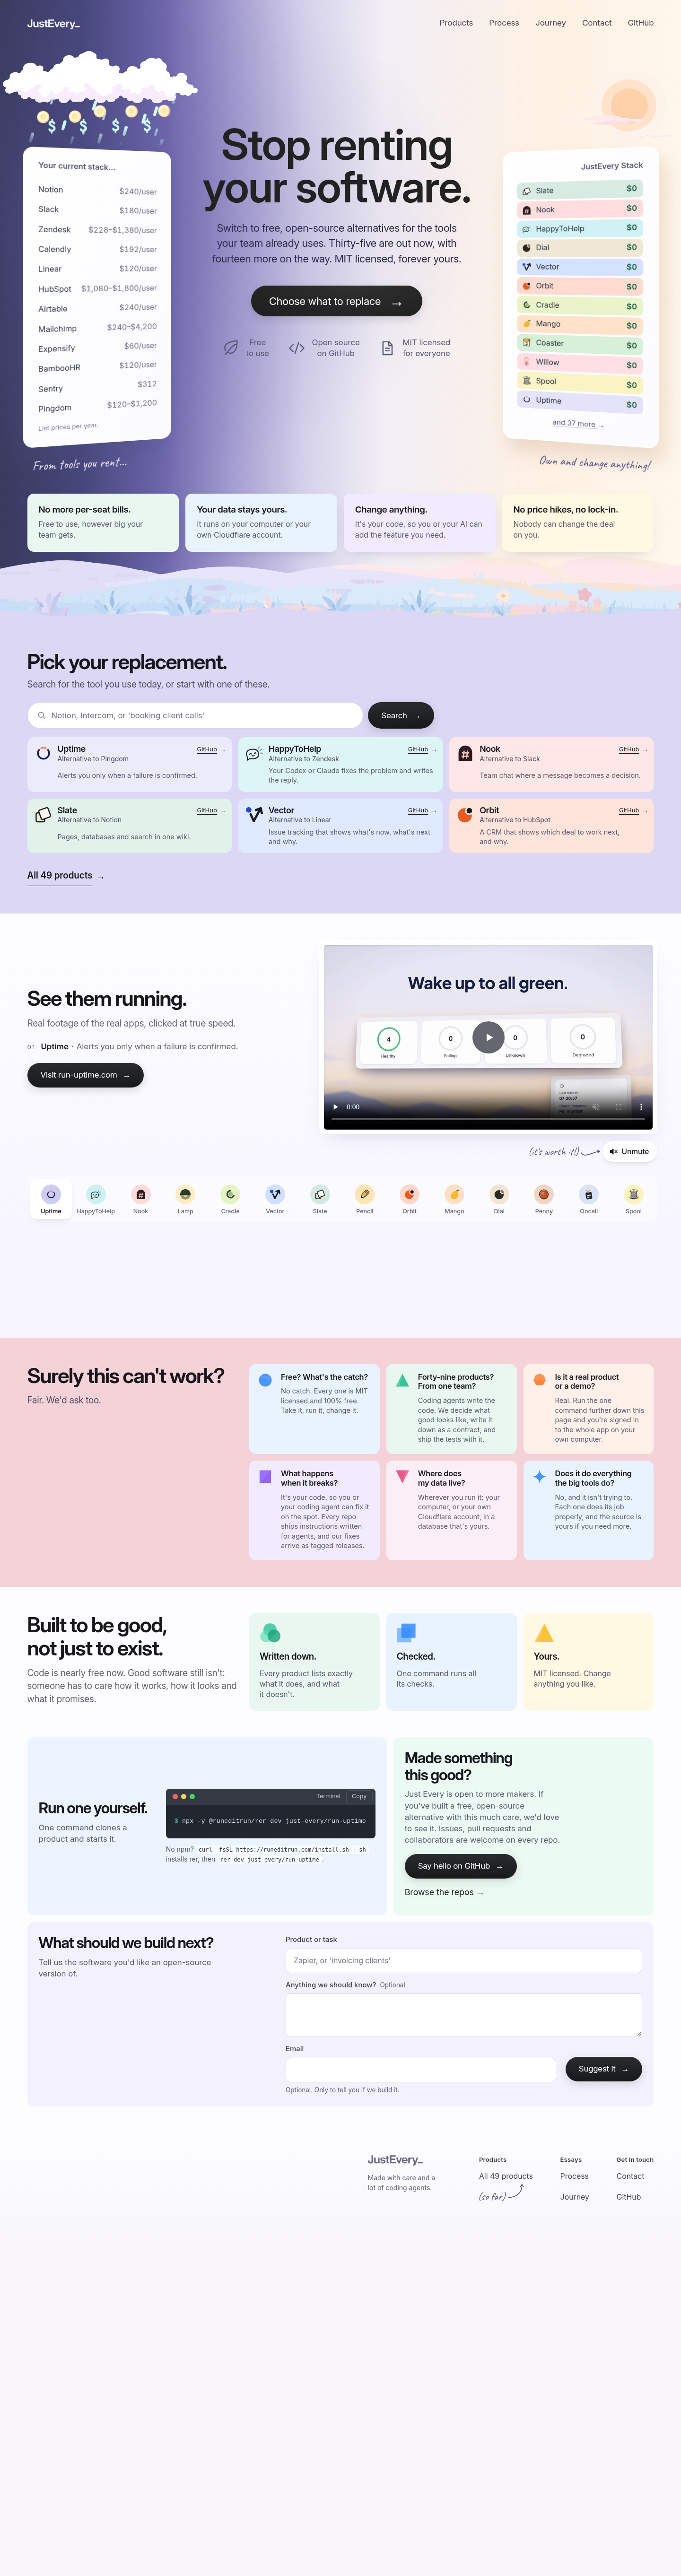 JustEvery_
Products
Process
Journey
Contact
GitHub
Your current stack...
Notion $240/user
Slack $180/user
Zendesk $228–$1,380/user
Calendly $192/user
Linear $120/user
HubSpot $1,080–$1,800/user
Airtable $240/user
Mailchimp $240–$4,200
Expensify $60/user
BambooHR $120/user
Sentry $312
Pingdom $120–$1,200
List prices per year.
From tools you rent...
Stop renting
your software.
Switch to free, open-source alternatives for the tools
your team already uses. Thirty-five are out now, with
fourteen more on the way. MIT licensed, forever yours.
Choose what to replace →
Free
to use
Open source
on GitHub
MIT licensed
for everyone
JustEvery Stack
Slate $0
Nook $0
HappyToHelp $0
Dial $0
Vector $0
Orbit $0
Cradle $0
Mango $0
Coaster $0
Willow $0
Spool $0
Uptime $0
and 37 more →
Own and change anything!
No more per-seat bills.
Free to use, however big your
team gets.
Your data stays yours.
It runs on your computer or your
own Cloudflare account.
Change anything.
It's your code, so you or your AI can
add the feature you need.
No price hikes, no lock-in.
Nobody can change the deal
on you.
Pick your replacement.
Search for the tool you use today, or start with one of these.
Notion, Intercom, or 'booking client calls'
Search →
Uptime
GitHub →
Alternative to Pingdom
Alerts you only when a failure is confirmed.
HappyToHelp
GitHub →
Alternative to Zendesk
Your Codex or Claude fixes the problem and writes
the reply.
Nook
GitHub →
Alternative to Slack
Team chat where a message becomes a decision.
Slate
GitHub →
Alternative to Notion
Pages, databases and search in one wiki.
Vector
GitHub →
Alternative to Linear
Issue tracking that shows what's now, what's next
and why.
Orbit
GitHub →
Alternative to HubSpot
A CRM that shows which deal to work next,
and why.
All 49 products →
See them running.
Real footage of the real apps, clicked at true speed.
01 Uptime · Alerts you only when a failure is confirmed.
Visit run-uptime.com →
Wake up to all green.
4
Healthy
0
Failing
0
Unknown
0
Degraded
0:00
(it's worth it!)
Unmute
Uptime
HappyToHelp
Nook
Lamp
Cradle
Vector
Slate
Pencil
Orbit
Mango
Dial
Penny
Oncall
Spool
Surely this can't work?
Fair. We'd ask too.
Free? What's the catch?
No catch. Every one is MIT
licensed and 100% free.
Take it, run it, change it.
Forty-nine products?
From one team?
Coding agents write the
code. We decide what
good looks like, write it
down as a contract, and
ship the tests with it.
Is it a real product
or a demo?
Real. Run the one
command further down this
page and you're signed in
to the whole app on your
own computer.
What happens
when it breaks?
It's your code, so you or
your coding agent can fix it
on the spot. Every repo
ships instructions written
for agents, and our fixes
arrive as tagged releases.
Where does
my data live?
Wherever you run it: your
computer, or your own
Cloudflare account, in a
database that's yours.
Does it do everything
the big tools do?
No, and it isn't trying to.
Each one does its job
properly, and the source is
yours if you need more.
Built to be good,
not just to exist.
Code is nearly free now. Good software still isn't:
someone has to care how it works, how it looks and
what it promises.
Written down.
Every product lists exactly
what it does, and what
it doesn't.
Checked.
One command runs all
its checks.
Yours.
MIT licensed. Change
anything you like.
Run one yourself.
One command clones a
product and starts it.
Terminal
Copy
$ npx -y @runeditrun/rer dev just-every/run-uptime
No npm? curl -fsSL https://runeditrun.com/install.sh | sh
installs rer, then rer dev just-every/run-uptime .
Made something
this good?
Just Every is open to more makers. If
you've built a free, open-source
alternative with this much care, we'd love
to see it. Issues, pull requests and
collaborators are welcome on every repo.
Say hello on GitHub →
Browse the repos →
What should we build next?
Tell us the software you'd like an open-source
version of.
Product or task
Zapier, or 'invoicing clients'
Anything we should know? Optional
Email
Suggest it →
Optional. Only to tell you if we build it.
JustEvery_
Made with care and a
lot of coding agents.
Products
All 49 products
(so far)
Essays
Process
Journey
Get in touch
Contact
GitHub